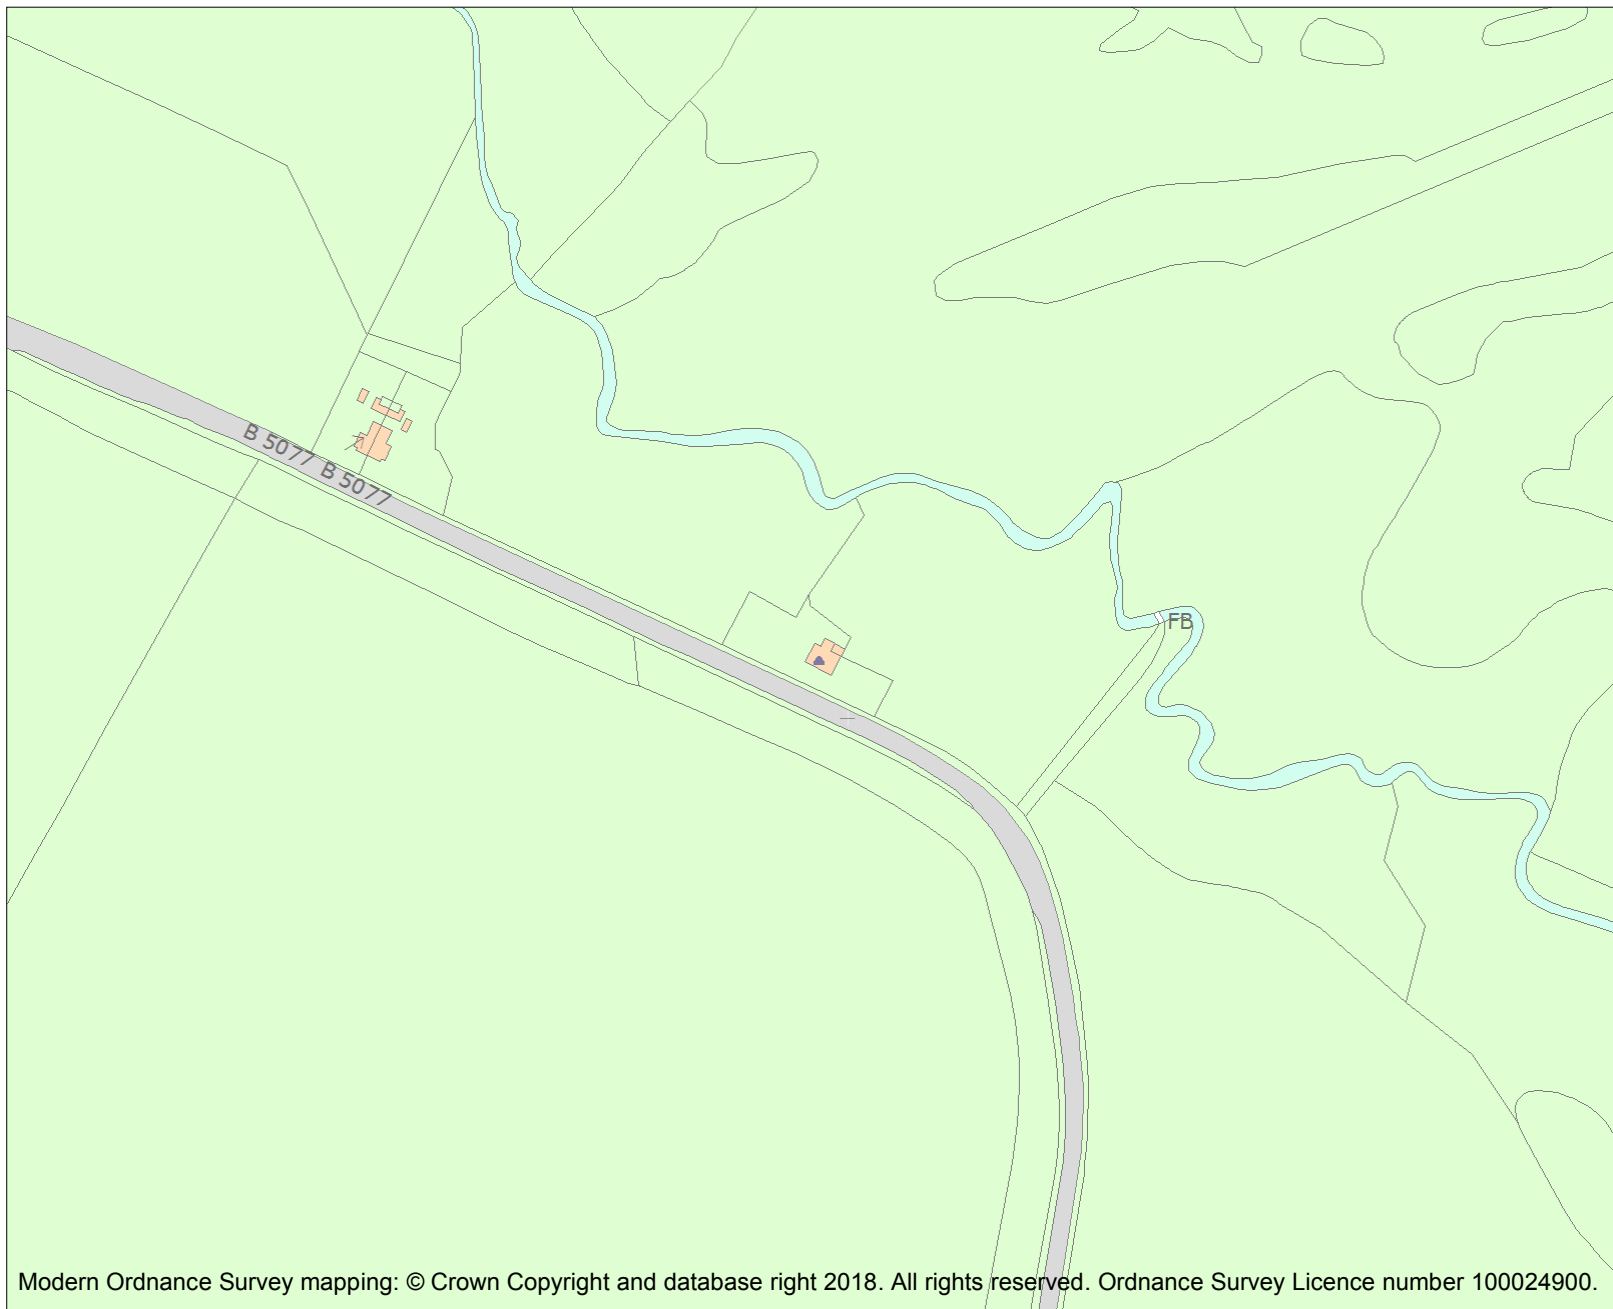 B 5077 B 5077
FB
Modern Ordnance Survey mapping: © Crown Copyright and database right 2018. All rights reserved. Ordnance Survey Licence number 100024900.